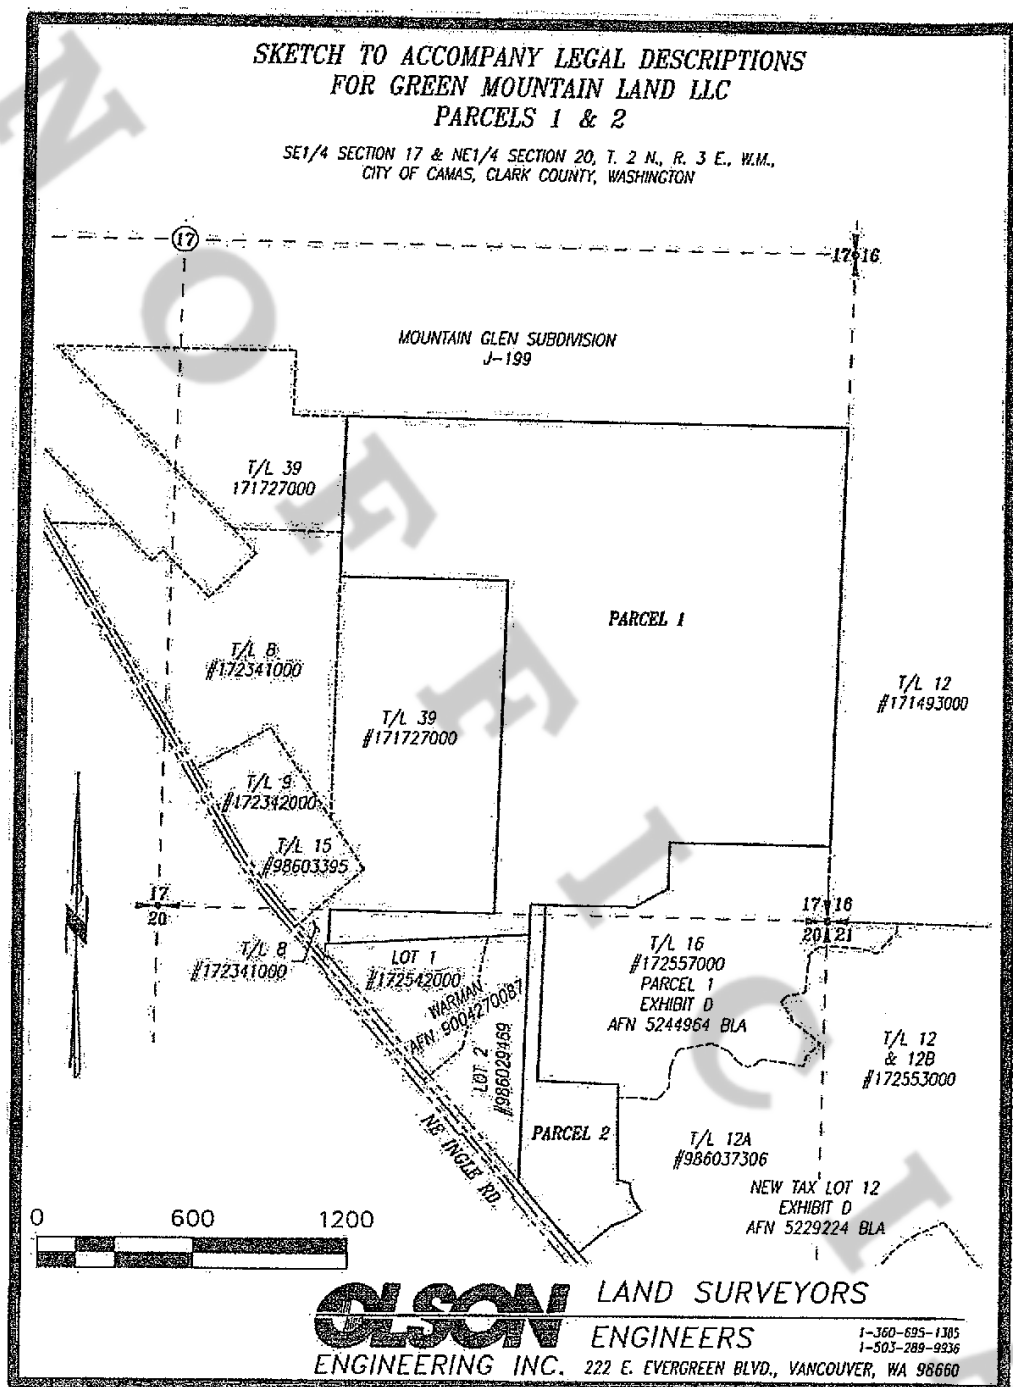 SKETCH TO ACCOMPANY LEGAL DESCRIPTIONS
FOR GREEN MOUNTAIN LAND LLC
PARCELS 1 & 2
SE1/4 SECTION 17 & NE1/4 SECTION 20, T. 2 N., R. 3 E., W.M.,
CITY OF CAMAS, CLARK COUNTY, WASHINGTON
17
17 16
MOUNTAIN GLEN SUBDIVISION
J-199
T/L 39
171727000
PARCEL 1
T/L 8
#172341000
T/L 12
#171493000
T/L 39
#171727000
T/L 9
#172342000
T/L 15
#98603395
17
20
17 16
20 21
T/L 8
#172341000
LOT 1
#172542000
WARMAN
AFN 9004270087
LOT 2
#986029469
T/L 16
#172557000
PARCEL 1
EXHIBIT D
AFN 5244964 BLA
T/L 12
& 12B
#172553000
NE INGLE RD.
PARCEL 2
T/L 12A
#986037306
NEW TAX LOT 12
EXHIBIT D
AFN 5229224 BLA
0 600 1200
OLSON
ENGINEERING INC.
LAND SURVEYORS
ENGINEERS
1-360-695-1385
1-503-289-9936
222 E. EVERGREEN BLVD., VANCOUVER, WA 98660
N O F F I C I A